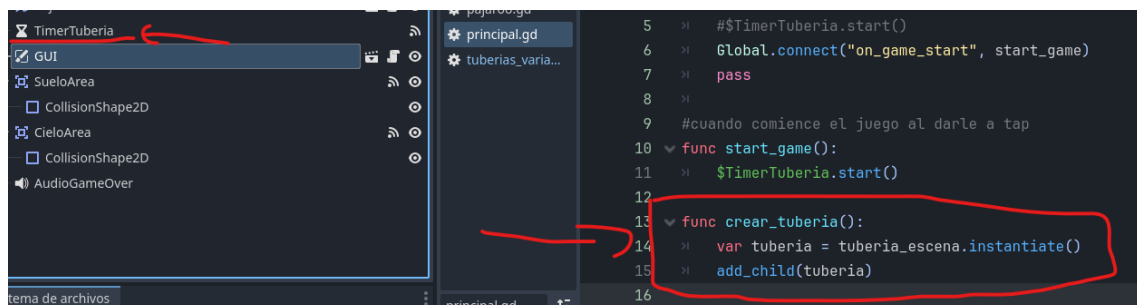 TimerTuberia
GUI
SueloArea
CollisionShape2D
CieloArea
CollisionShape2D
AudioGameOver
tema de archivos
pajaroo.gd
principal.gd
tuberias_varia...
principal.gd
5 #$TimerTuberia.start()
6 Global.connect("on_game_start", start_game)
7 pass
8
9 #cuando comience el juego al darle a tap
10 func start_game():
11 $TimerTuberia.start()
12
13 func crear_tuberia():
14 var tuberia = tuberia_escena.instantiate()
15 add_child(tuberia)
16